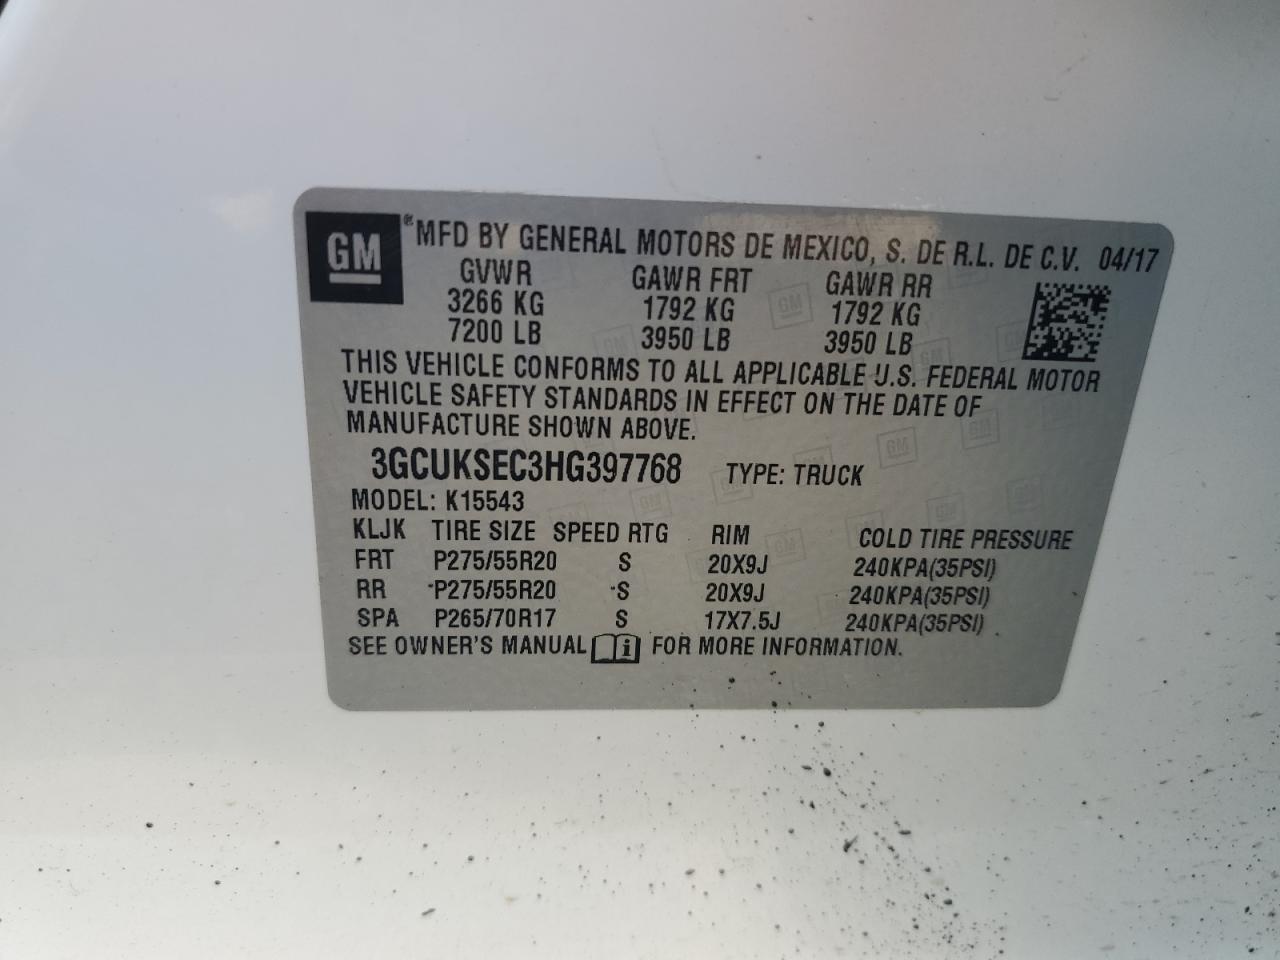 GM ® MFD BY GENERAL MOTORS DE MEXICO, S. DE R.L. DE C.V. 04/17
GVWR GAWR FRT GAWR RR
3266 KG 1792 KG 1792 KG
7200 LB 3950 LB 3950 LB
THIS VEHICLE CONFORMS TO ALL APPLICABLE U.S. FEDERAL MOTOR
VEHICLE SAFETY STANDARDS IN EFFECT ON THE DATE OF
MANUFACTURE SHOWN ABOVE.
3GCUKSEC3HG397768 TYPE: TRUCK
MODEL: K15543
KLJK TIRE SIZE SPEED RTG RIM COLD TIRE PRESSURE
FRT P275/55R20 S 20X9J 240KPA(35PSI)
RR P275/55R20 S 20X9J 240KPA(35PSI)
SPA P265/70R17 S 17X7.5J 240KPA(35PSI)
SEE OWNER'S MANUAL i FOR MORE INFORMATION.